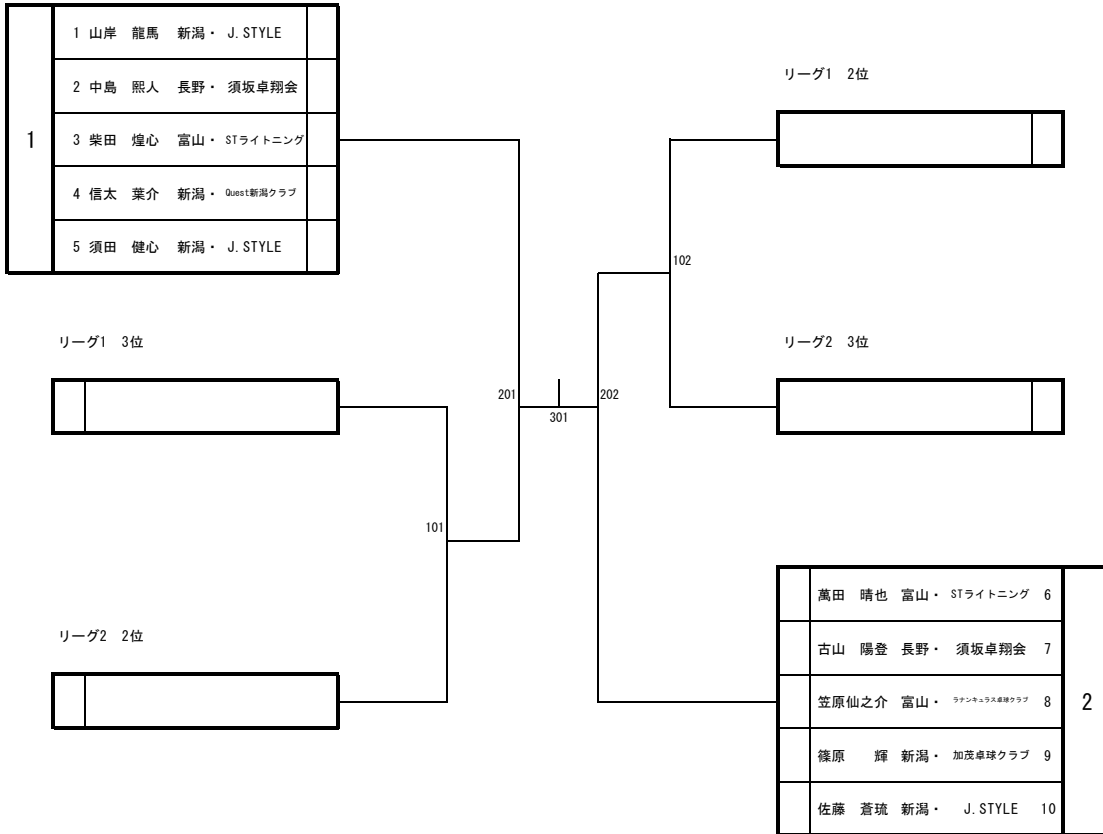 1
1 山岸 龍馬 新潟・ J.STYLE
2 中島 熙人 長野・ 須坂卓翔会
3 柴田 煌心 富山・ STライトニング
4 信太 葉介 新潟・ Quest新潟クラブ
5 須田 健心 新潟・ J.STYLE
リーグ1 3位
リーグ2 2位
101
201
301
202
102
リーグ1 2位
リーグ2 3位
萬田 晴也 富山・ STライトニング 6
古山 陽登 長野・ 須坂卓翔会 7
笠原仙之介 富山・ ラナンキュラス卓球クラブ 8
篠原 輝 新潟・ 加茂卓球クラブ 9
佐藤 蒼琉 新潟・ J.STYLE 10
2